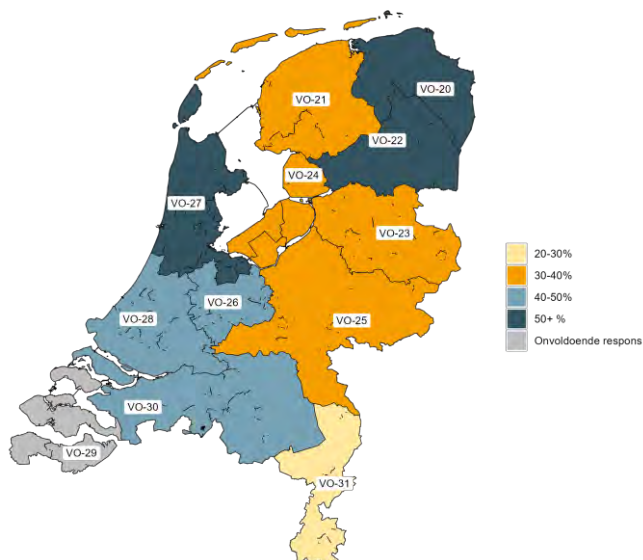 VO-20
VO-21
VO-22
VO-24
VO-27
VO-23
VO-26
VO-28
VO-25
VO-30
VO-29
VO-31
20-30%
30-40%
40-50%
50+ %
Onvoldoende respons